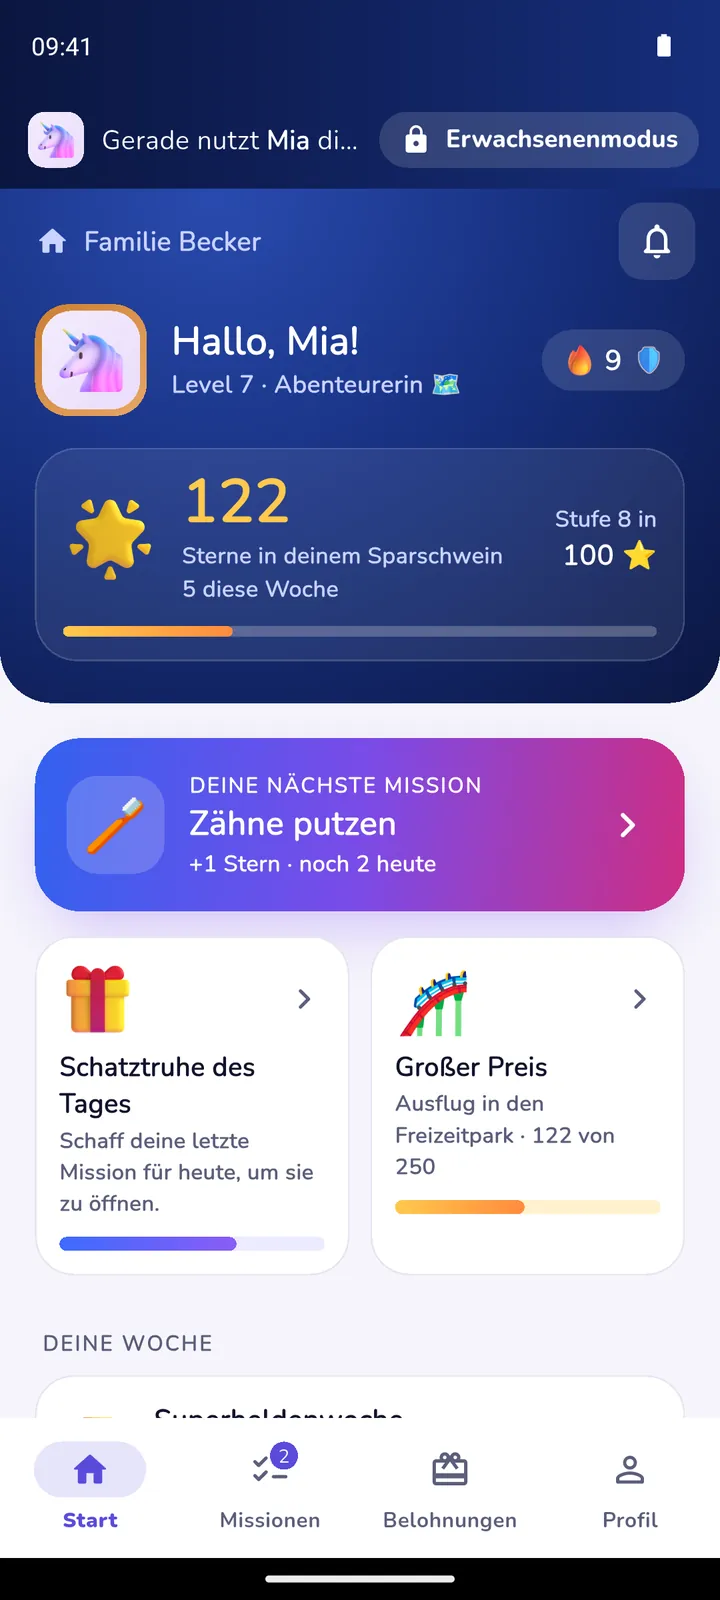 09:41
Gerade nutzt Mia di...
Erwachsenenmodus
Familie Becker
Hallo, Mia!
Level 7 · Abenteurerin
9
122
Sterne in deinem Sparschwein
5 diese Woche
Stufe 8 in
100
DEINE NÄCHSTE MISSION
Zähne putzen
+1 Stern · noch 2 heute
Schatztruhe des
Tages
Schaff deine letzte
Mission für heute, um sie
zu öffnen.
Großer Preis
Ausflug in den
Freizeitpark · 122 von
250
DEINE WOCHE
Superheldenwoche
2
Start
Missionen
Belohnungen
Profil